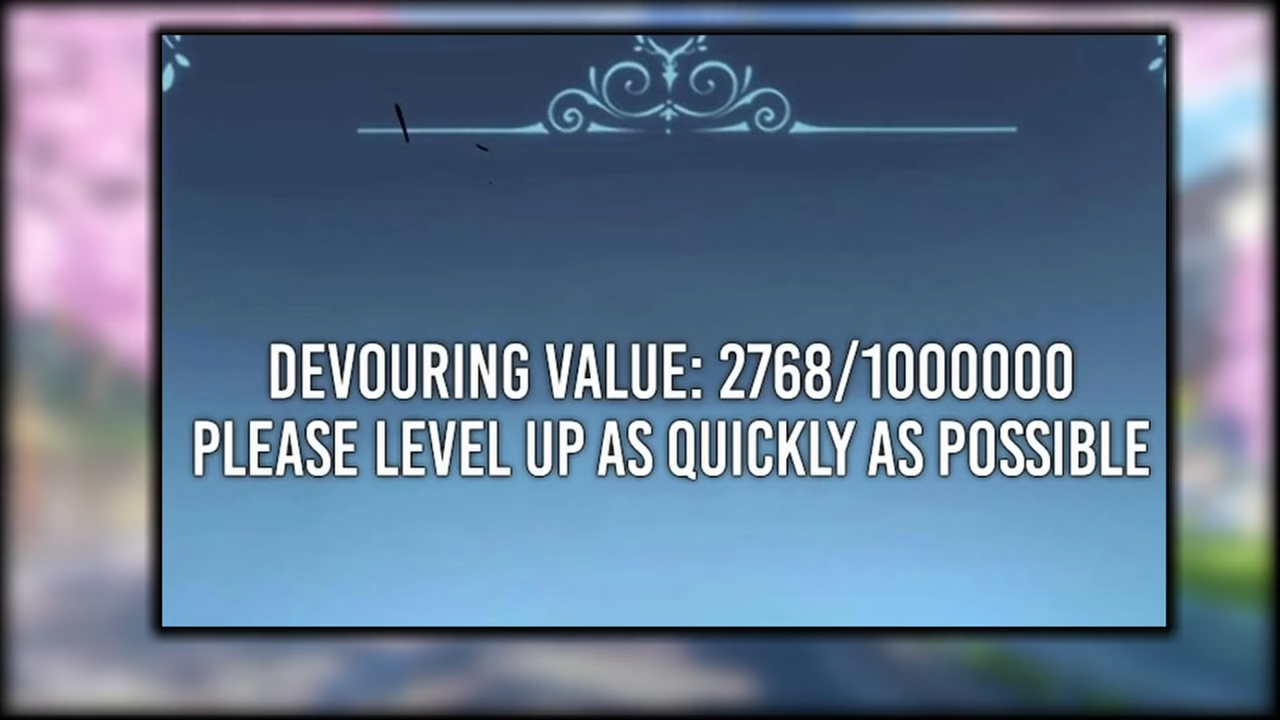 DEVOURING VALUE: 2768/1000000
PLEASE LEVEL UP AS QUICKLY AS POSSIBLE